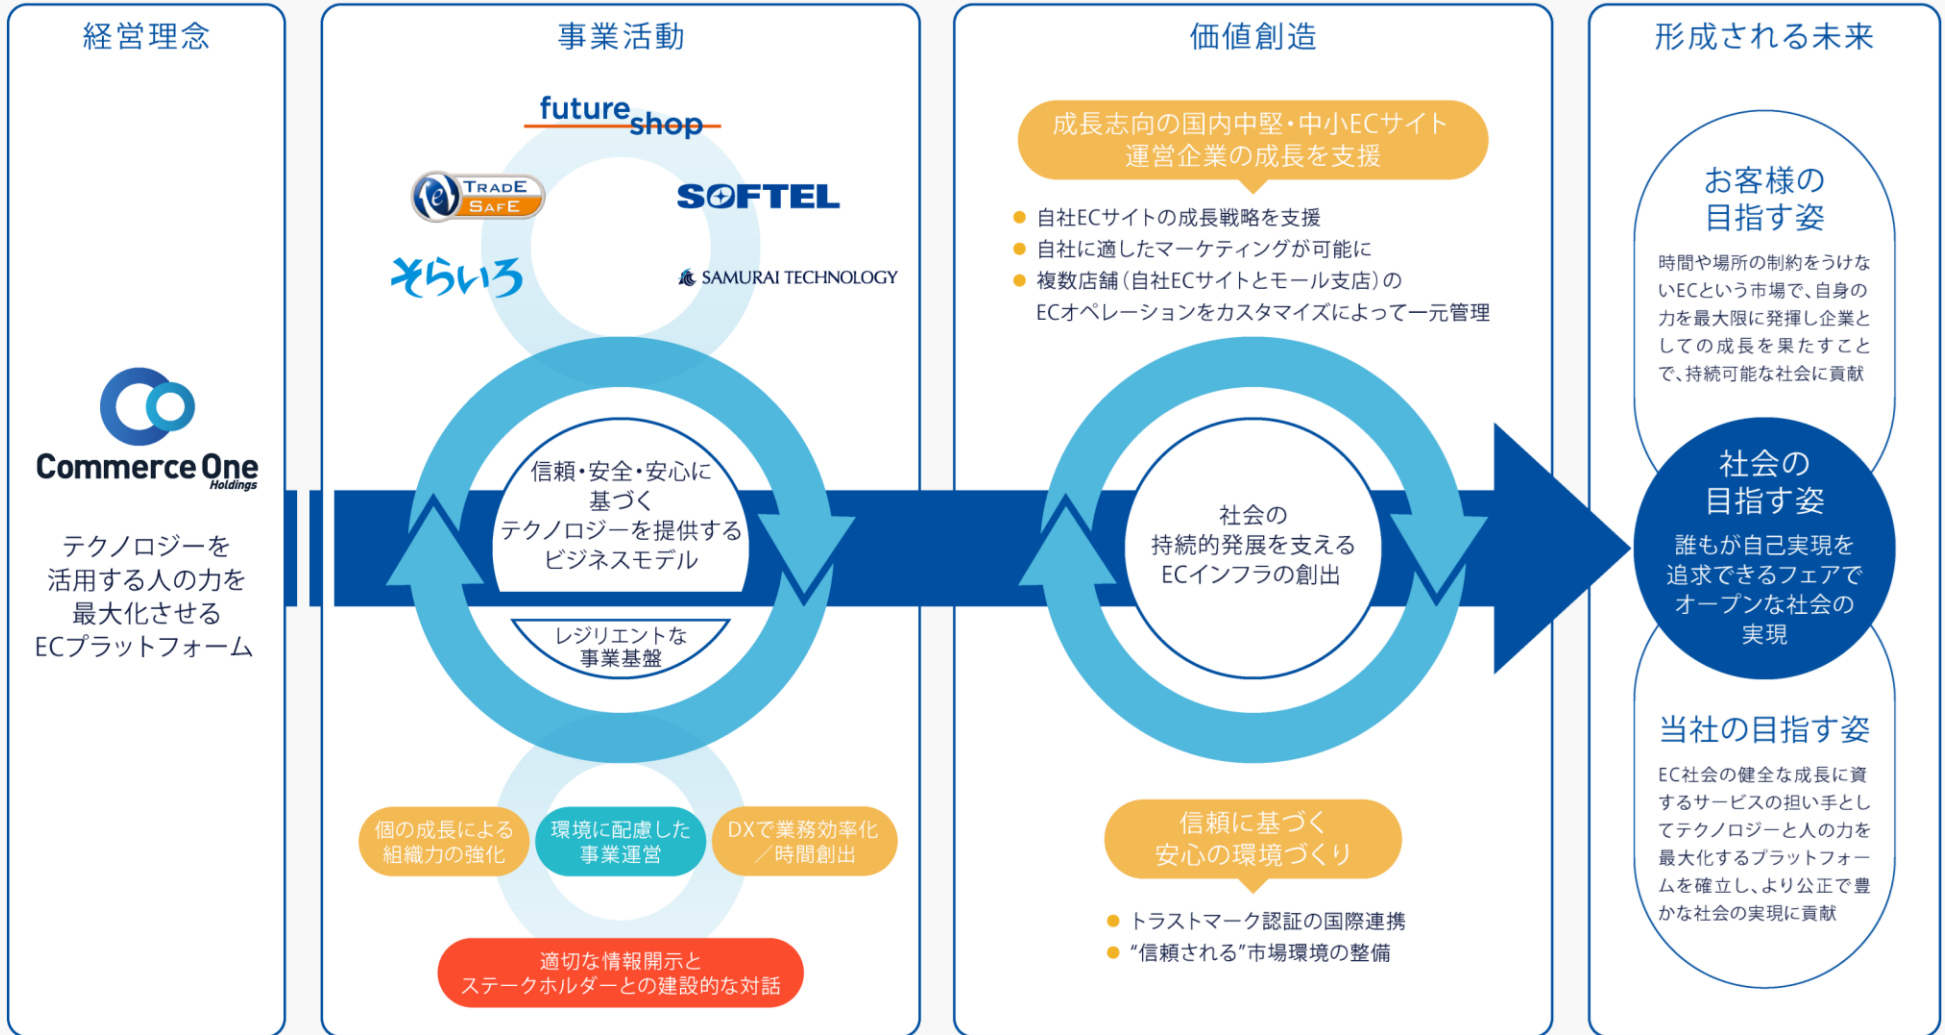 経営理念
Commerce One
Holdings
テクノロジーを
活用する人の力を
最大化させる
ECプラットフォーム
事業活動
future
shop
e TRADE
SAFE
SOFTEL
そらいろ
SAMURAI TECHNOLOGY
信頼・安全・安心に
基づく
テクノロジーを提供する
ビジネスモデル
レジリエントな
事業基盤
個の成長による
組織力の強化
環境に配慮した
事業運営
DXで業務効率化
／時間創出
適切な情報開示と
ステークホルダーとの建設的な対話
価値創造
成長志向の国内中堅・中小ECサイト
運営企業の成長を支援
自社ECサイトの成長戦略を支援
自社に適したマーケティングが可能に
複数店舗（自社ECサイトとモール支店）の
ECオペレーションをカスタマイズによって一元管理
社会の
持続的発展を支える
ECインフラの創出
信頼に基づく
安心の環境づくり
トラストマーク認証の国際連携
“信頼される”市場環境の整備
形成される未来
お客様の
目指す姿
時間や場所の制約をうけな
いECという市場で、自身の
力を最大限に発揮し企業と
しての成長を果たすこと
で、持続可能な社会に貢献
社会の
目指す姿
誰もが自己実現を
追求できるフェアで
オープンな社会の
実現
当社の目指す姿
EC社会の健全な成長に資
するサービスの担い手とし
てテクノロジーと人の力を
最大化するプラットフォー
ムを確立し、より公正で豊
かな社会の実現に貢献